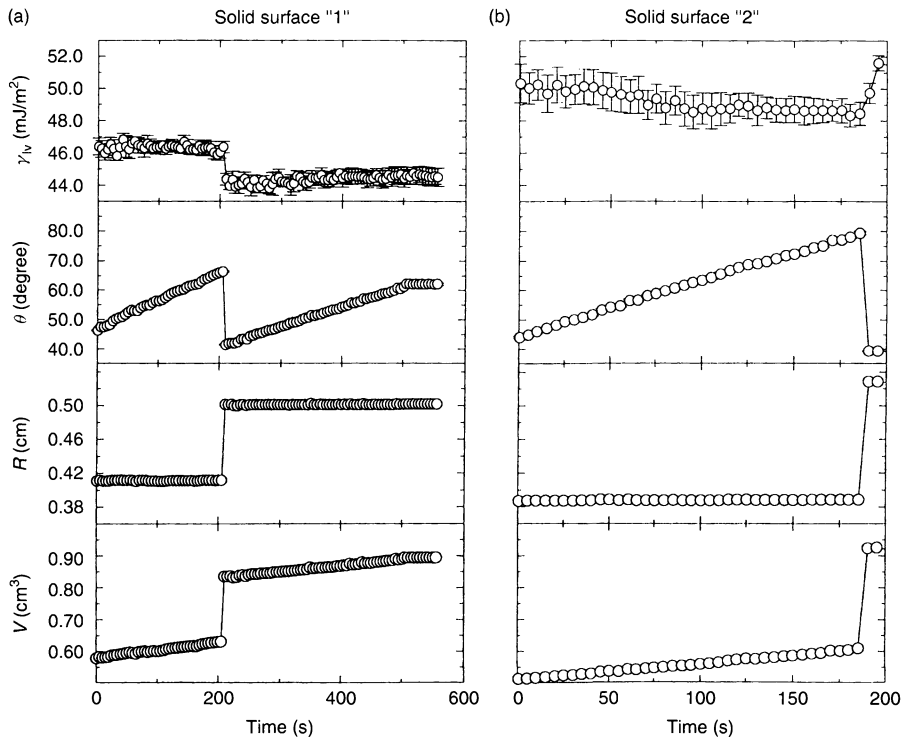 (a)
Solid surface "1"
(b)
Solid surface "2"
52.0
50.0
48.0
46.0
44.0
γlv (mJ/m²)
80.0
70.0
60.0
50.0
40.0
θ (degree)
0.50
0.46
0.42
0.38
R (cm)
0.90
0.80
0.70
0.60
V (cm³)
0 200 400 600
0 50 100 150 200
Time (s)
Time (s)